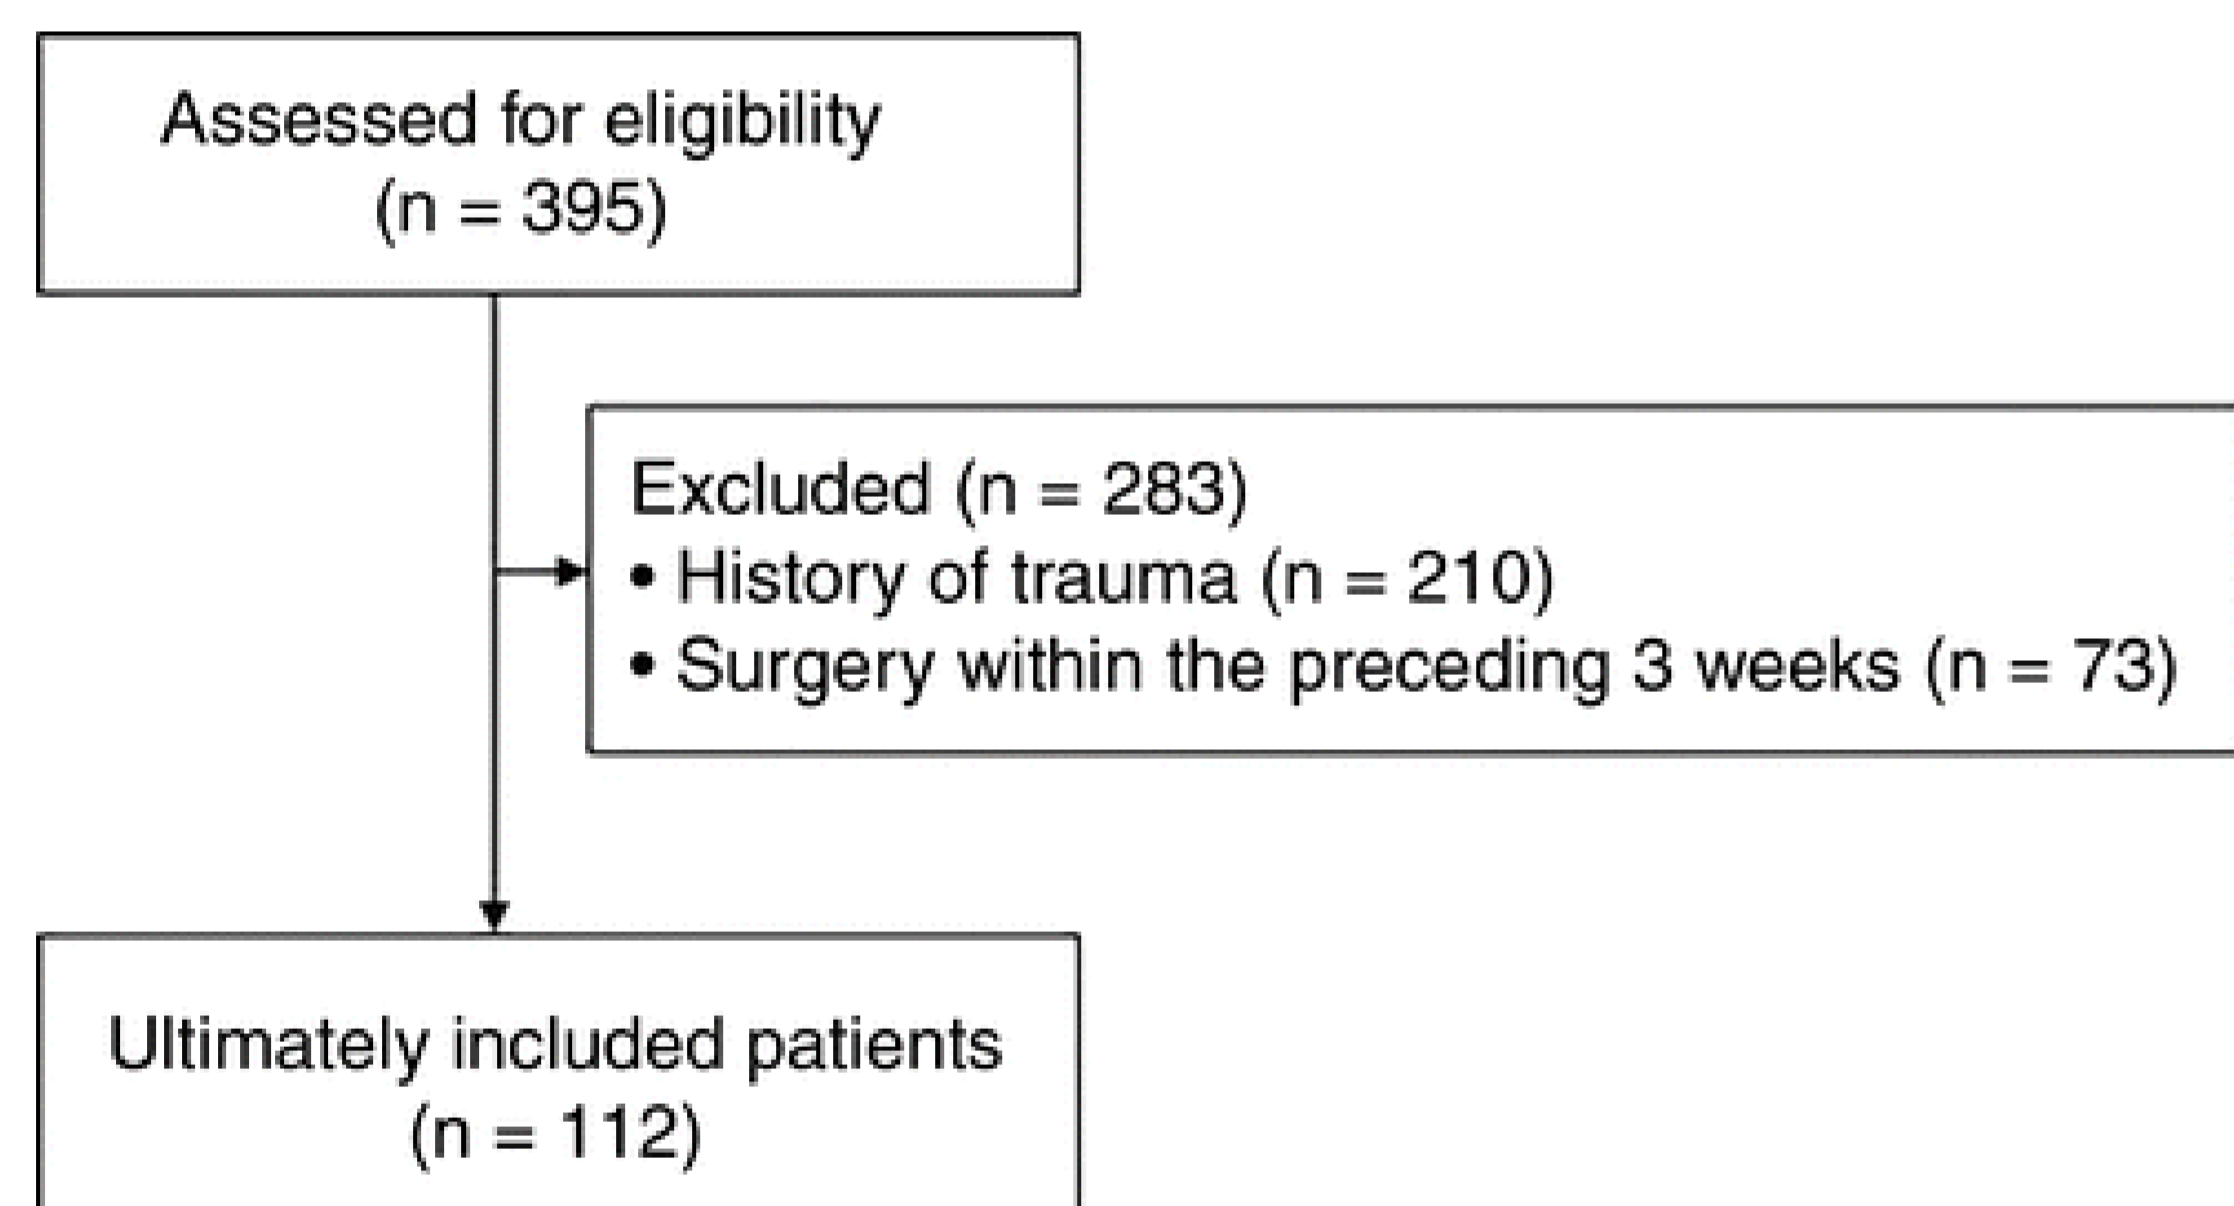 Assessed for eligibility
(n = 395)
Excluded (n = 283)
• History of trauma (n = 210)
• Surgery within the preceding 3 weeks (n = 73)
Ultimately included patients
(n = 112)